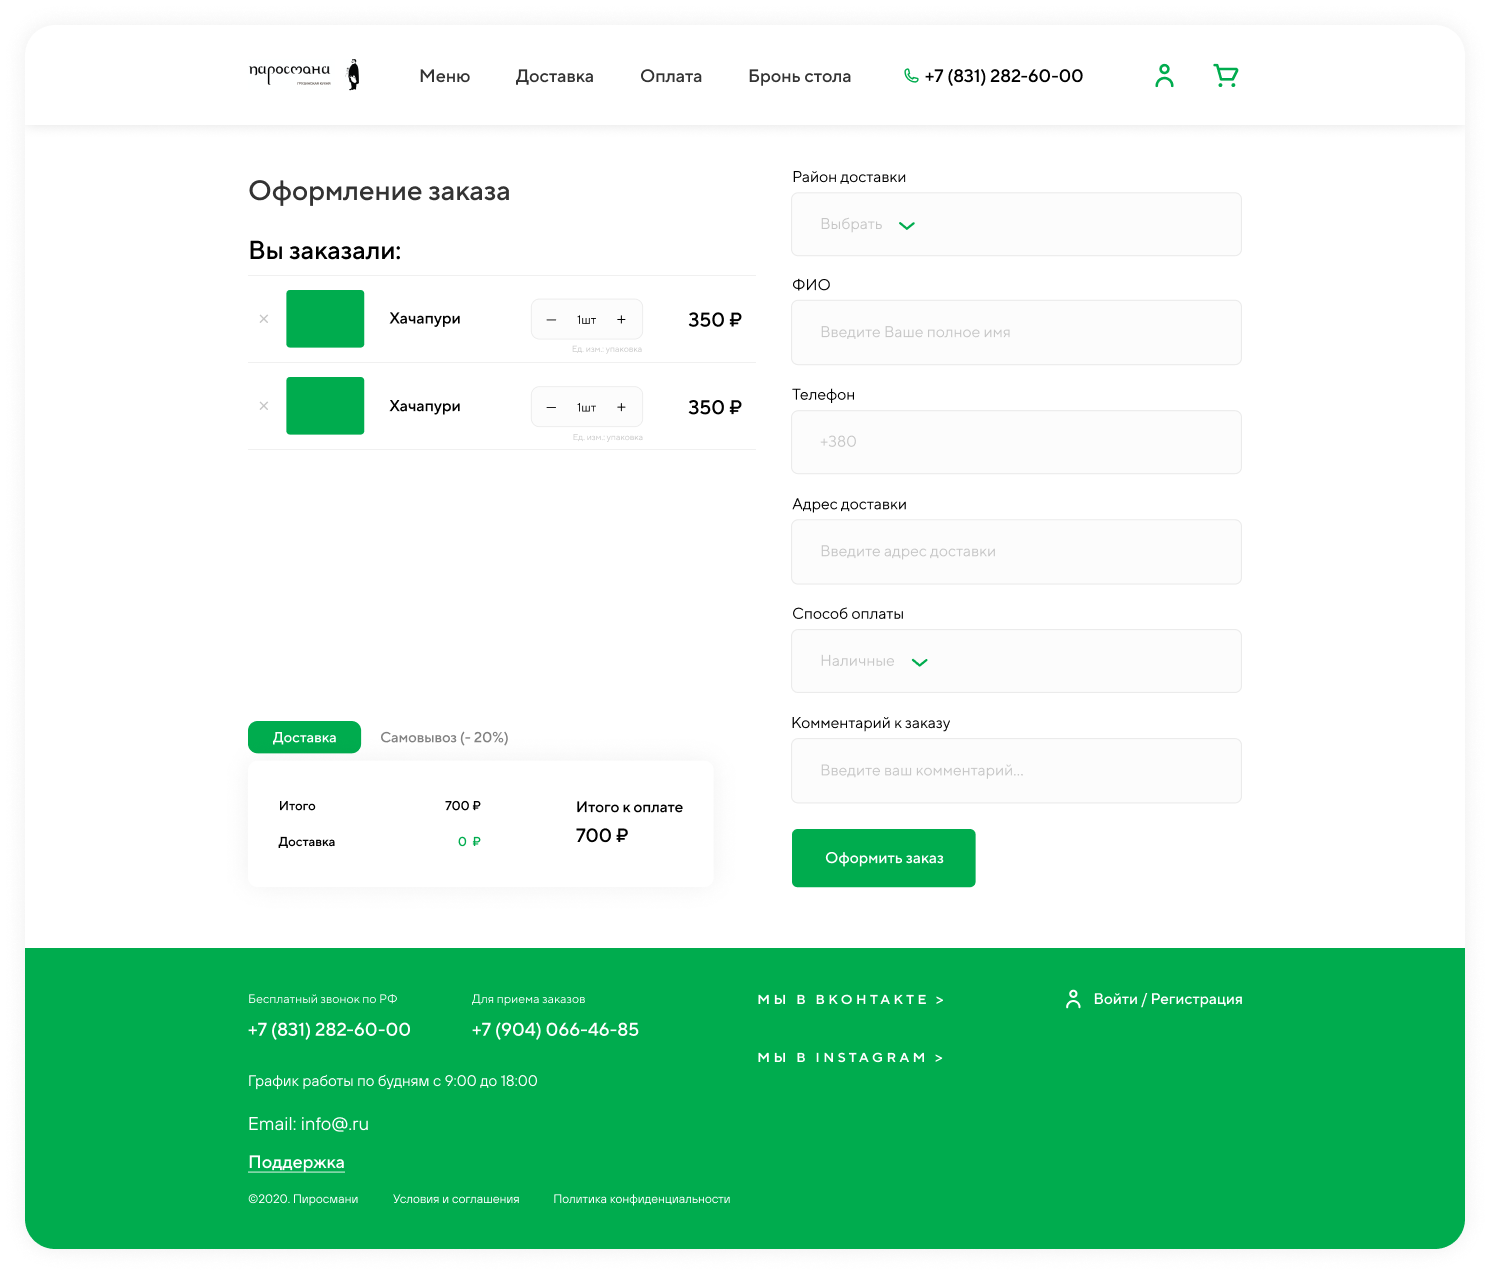 пиросмани
ГРУЗИНСКАЯ КУХНЯ
Меню
Доставка
Оплата
Бронь стола
+7 (831) 282-60-00
Оформление заказа
Вы заказали:
× Хачапури – 1шт + 350 ₽
Ед. изм.: упаковка
× Хачапури – 1шт + 350 ₽
Ед. изм.: упаковка
Доставка
Самовывоз (- 20%)
Итого 700 ₽
Доставка 0 ₽
Итого к оплате
700 ₽
Район доставки
Выбрать
ФИО
Введите Ваше полное имя
Телефон
+380
Адрес доставки
Введите адрес доставки
Способ оплаты
Наличные
Комментарий к заказу
Введите ваш комментарий...
Оформить заказ
Бесплатный звонок по РФ
+7 (831) 282-60-00
Для приема заказов
+7 (904) 066-46-85
График работы по будням с 9:00 до 18:00
Email: info@.ru
Поддержка
©2020. Пиросмани
Условия и соглашения
Политика конфиденциальности
МЫ В ВКОНТАКТЕ >
МЫ В INSTAGRAM >
Войти / Регистрация